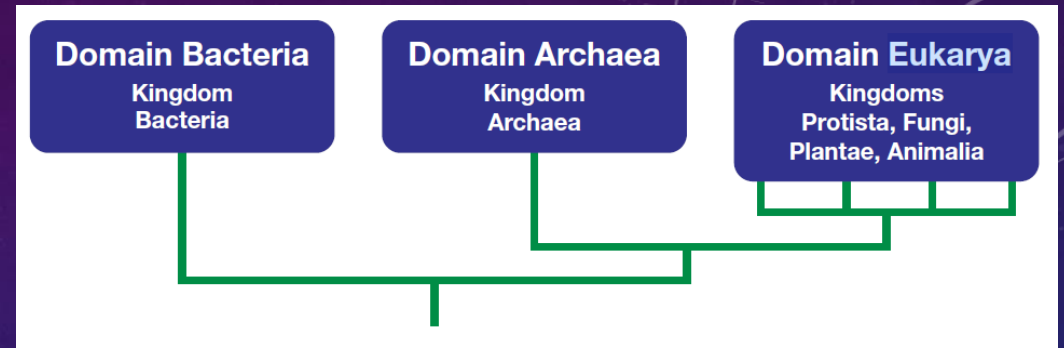 Domain Bacteria
Kingdom
Bacteria
Domain Archaea
Kingdom
Archaea
Domain Eukarya
Kingdoms
Protista, Fungi,
Plantae, Animalia